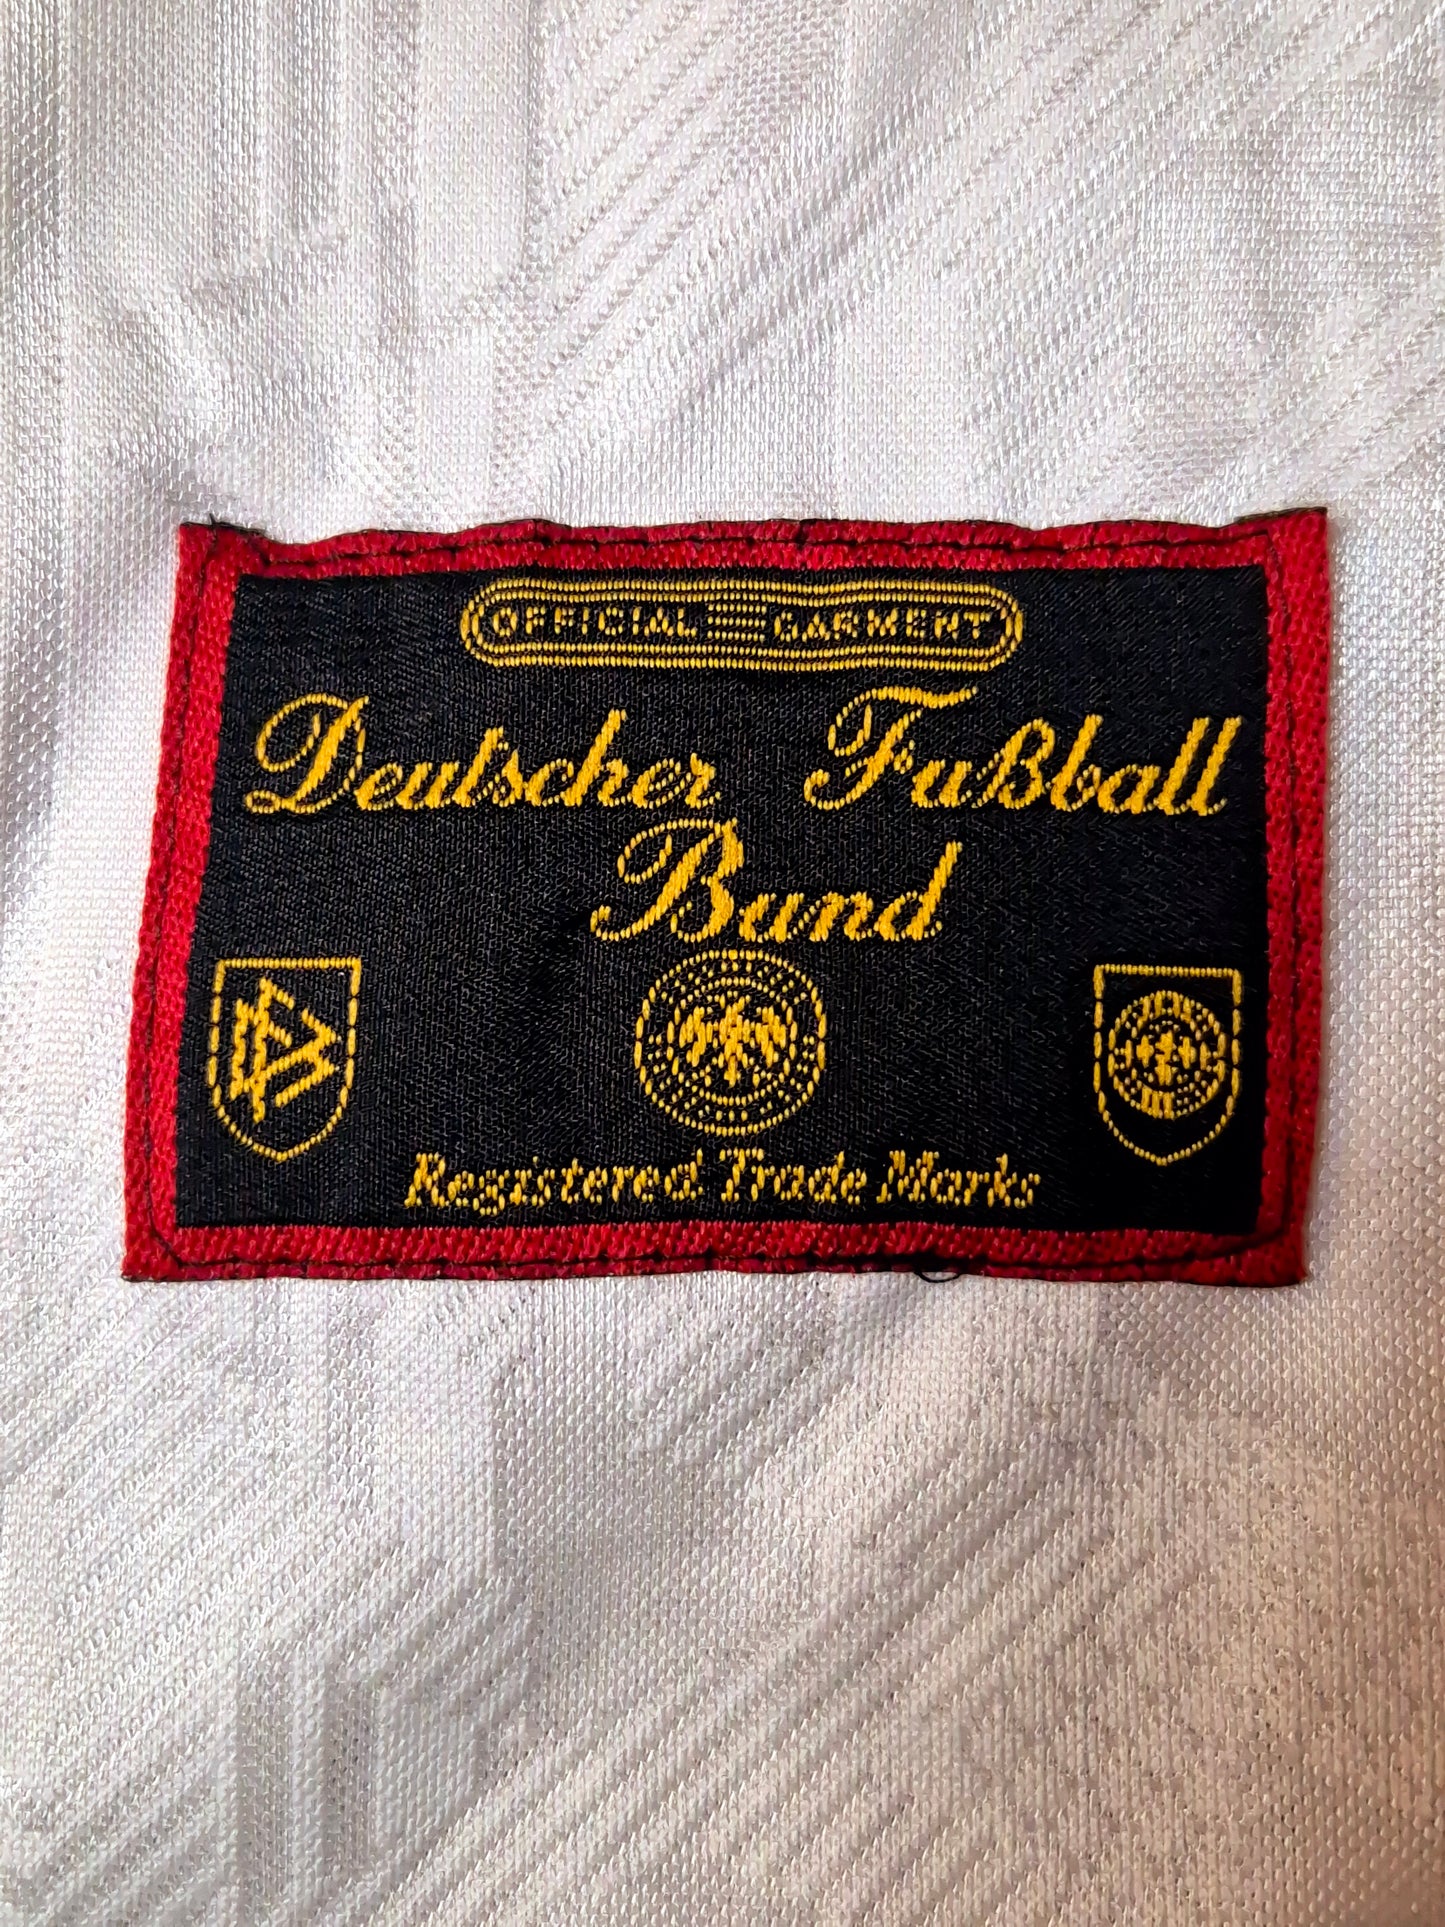 OFFICIAL GARMENT
Deutscher Fußball
Bund
Registered Trade Marks